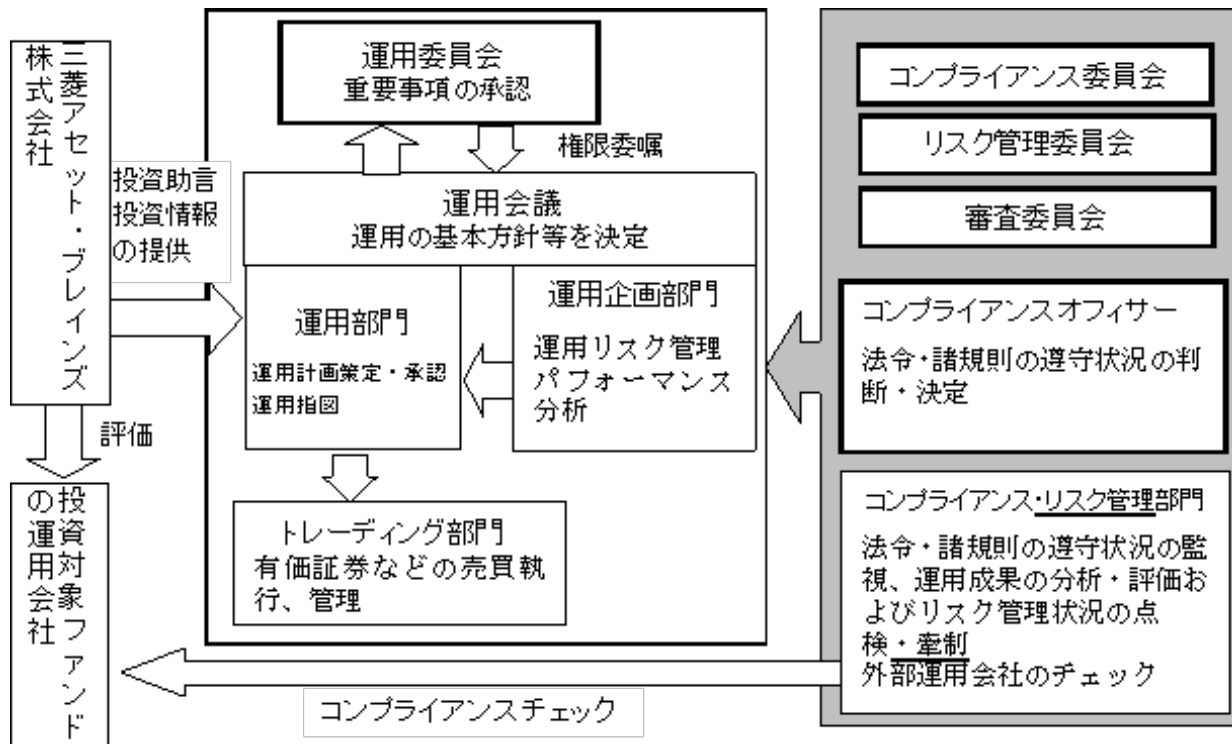 三菱アセット・ブレインズ
株式会社
投資助言
投資情報
の提供
評価
投資対象ファンド
の運用会社
運用委員会
重要事項の承認
権限委嘱
運用会議
運用の基本方針等を決定
運用部門
運用計画策定・承認
運用指図
運用企画部門
運用リスク管理
パフォーマンス
分析
トレーディング部門
有価証券などの売買執
行、管理
コンプライアンス委員会
リスク管理委員会
審査委員会
コンプライアンスオフィサー
法令・諸規則の遵守状況の判
断・決定
コンプライアンス・リスク管理部門
法令・諸規則の遵守状況の監
視、運用成果の分析・評価お
よびリスク管理状況の点
検・牽制
外部運用会社のチェック
コンプライアンスチェック